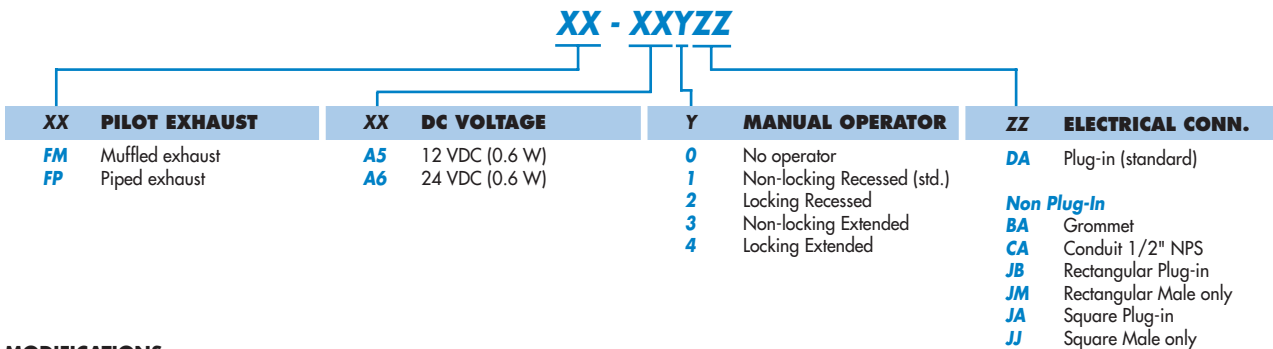 XX - XXYZZ
XX PILOT EXHAUST
FM Muffled exhaust
FP Piped exhaust
XX DC VOLTAGE
A5 12 VDC (0.6 W)
A6 24 VDC (0.6 W)
Y MANUAL OPERATOR
0 No operator
1 Non-locking Recessed (std.)
2 Locking Recessed
3 Non-locking Extended
4 Locking Extended
ZZ ELECTRICAL CONN.
DA Plug-in (standard)
Non Plug-In
BA Grommet
CA Conduit 1/2" NPS
JB Rectangular Plug-in
JM Rectangular Male only
JA Square Plug-in
JJ Square Male only
MODIFICATIONS